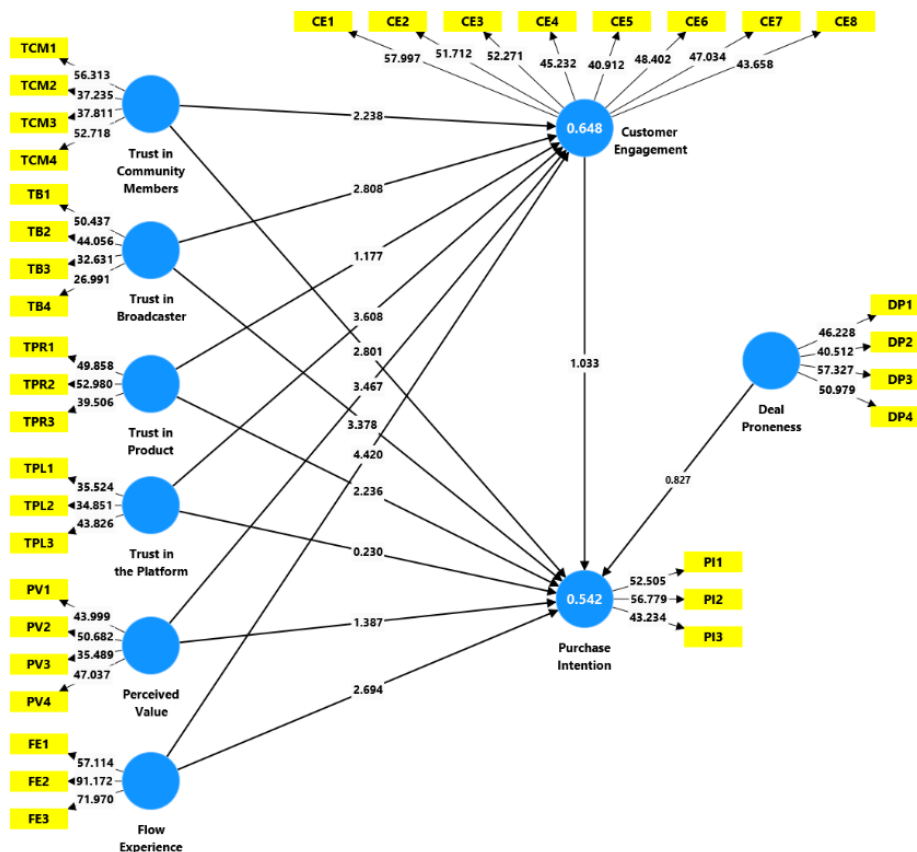 CE1 CE2 CE3 CE4 CE5 CE6 CE7 CE8
57.997 51.712 52.271 45.232 40.912 48.402 47.034 43.658
TCM1
TCM2
TCM3
TCM4
56.313
37.235
37.811
52.718
Trust in
Community
Members
2.238
0.648
Customer
Engagement
TB1
TB2
TB3
TB4
50.437
44.056
32.631
26.991
Trust in
Broadcaster
2.808
1.177
TPR1
TPR2
TPR3
49.858
52.980
39.506
Trust in
Product
3.608
2.801
3.467
3.378
4.420
2.236
1.033
DP1
DP2
DP3
DP4
46.228
40.512
57.327
50.979
Deal
Proneness
0.827
TPL1
TPL2
TPL3
35.524
34.851
43.826
Trust in
the Platform
0.230
PV1
PV2
PV3
PV4
43.999
50.682
35.489
47.037
Perceived
Value
1.387
0.542
Purchase
Intention
PI1
PI2
PI3
52.505
56.779
43.234
2.694
FE1
FE2
FE3
57.114
91.172
71.970
Flow
Experience